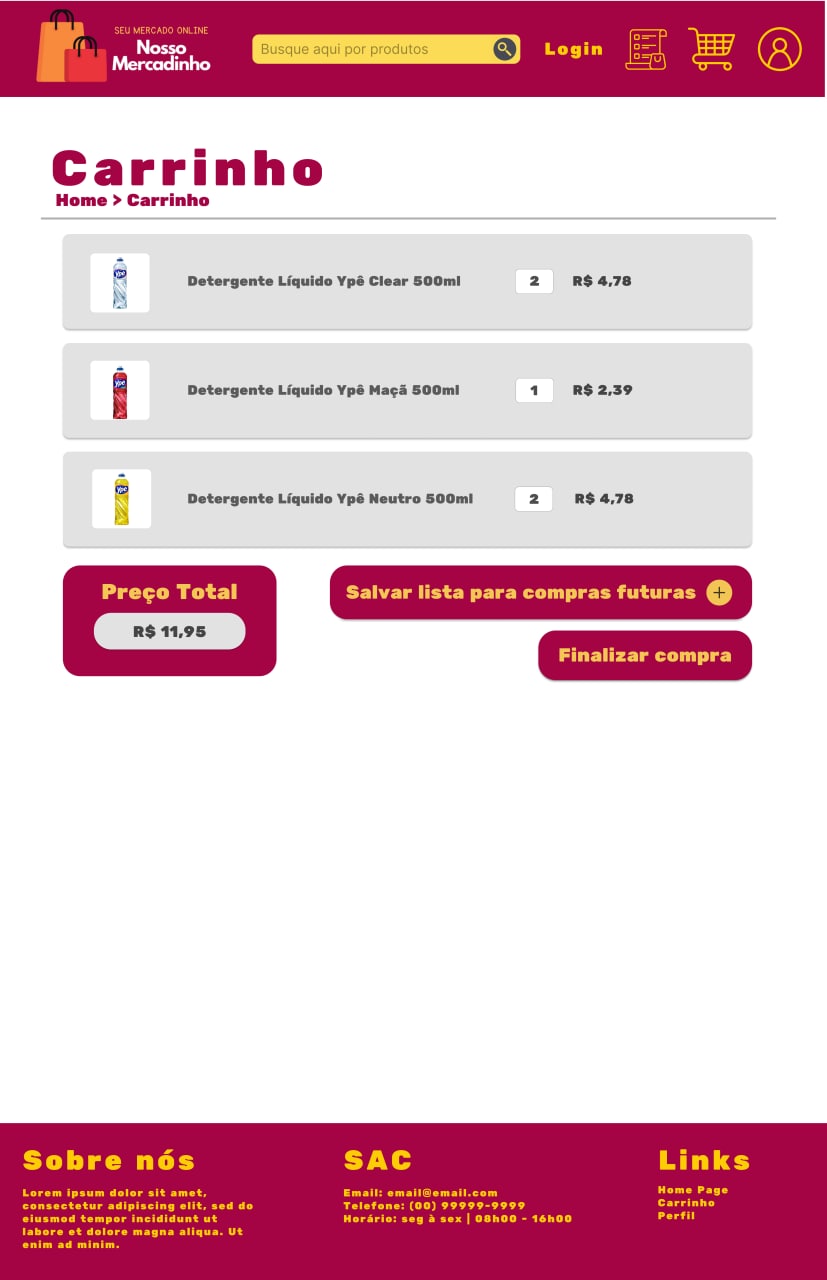 SEU MERCADO ONLINE
Nosso
Mercadinho
Busque aqui por produtos
Login
Carrinho
Home > Carrinho
Ypê
Detergente Líquido Ypê Clear 500ml
2
R$ 4,78
Ypê
Detergente Líquido Ypê Maçã 500ml
1
R$ 2,39
Ypê
Detergente Líquido Ypê Neutro 500ml
2
R$ 4,78
Preço Total
R$ 11,95
Salvar lista para compras futuras +
Finalizar compra
Sobre nós
Lorem ipsum dolor sit amet,
consectetur adipiscing elit, sed do
eiusmod tempor incididunt ut
labore et dolore magna aliqua. Ut
enim ad minim.
SAC
Email: email@email.com
Telefone: (00) 99999-9999
Horário: seg à sex | 08h00 - 16h00
Links
Home Page
Carrinho
Perfil